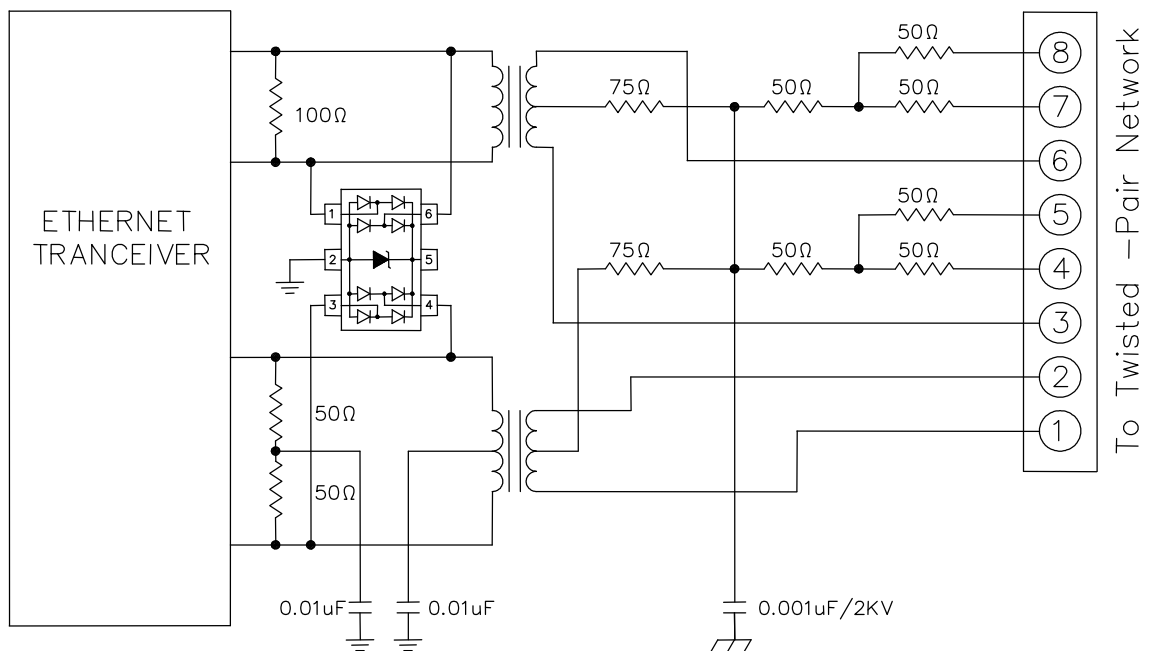 50Ω
8
75Ω
50Ω
50Ω
7
100Ω
6
ETHERNET
TRANCEIVER
1
6
2
5
3
4
50Ω
5
75Ω
50Ω
50Ω
4
3
2
1
50Ω
50Ω
0.01uF
0.01uF
0.001uF/2KV
To Twisted -Pair Network